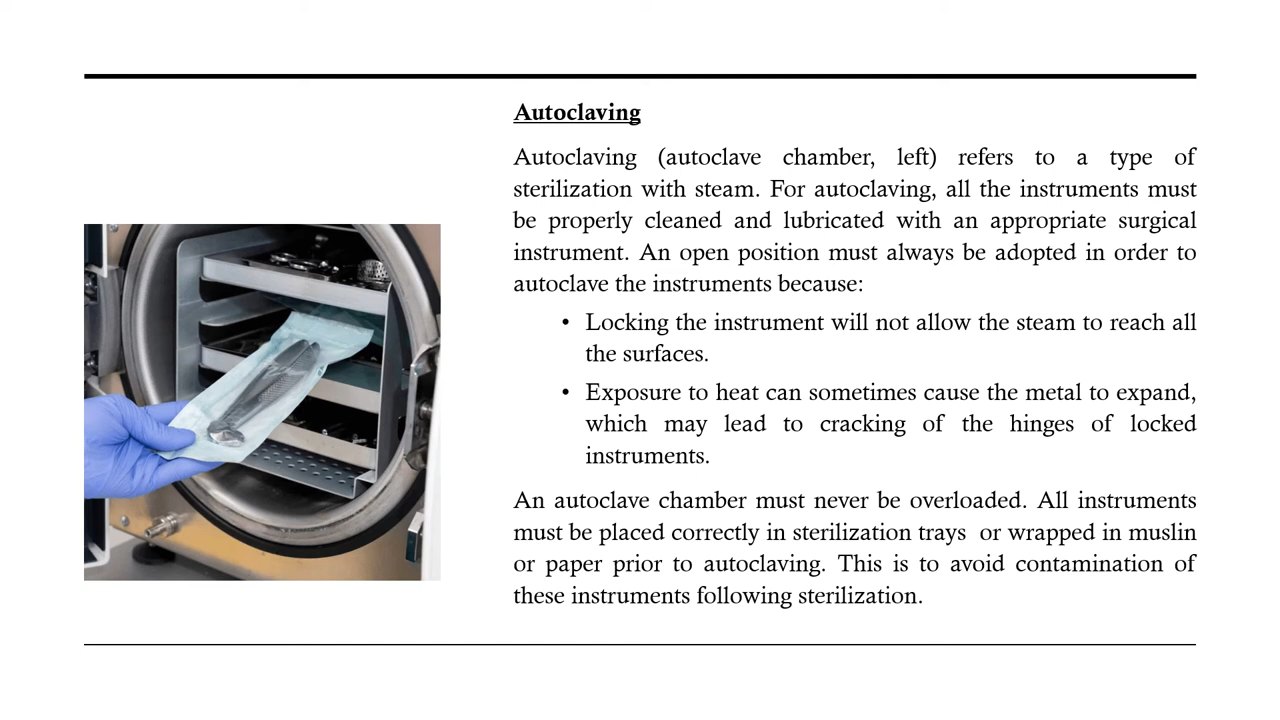 Autoclaving
Autoclaving (autoclave chamber, left) refers to a type of
sterilization with steam. For autoclaving, all the instruments must
be properly cleaned and lubricated with an appropriate surgical
instrument. An open position must always be adopted in order to
autoclave the instruments because:
• Locking the instrument will not allow the steam to reach all
the surfaces.
• Exposure to heat can sometimes cause the metal to expand,
which may lead to cracking of the hinges of locked
instruments.
An autoclave chamber must never be overloaded. All instruments
must be placed correctly in sterilization trays  or wrapped in muslin
or paper prior to autoclaving. This is to avoid contamination of
these instruments following sterilization.